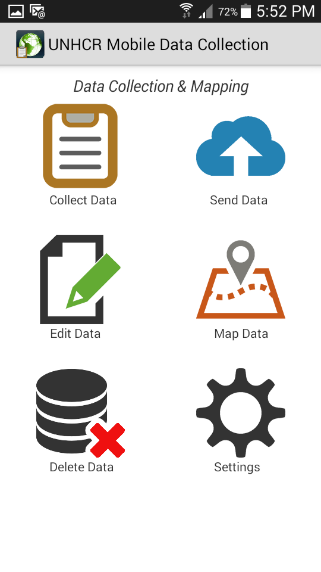 72% 5:52 PM
UNHCR Mobile Data Collection
Data Collection & Mapping
Collect Data
Send Data
Edit Data
Map Data
Delete Data
Settings